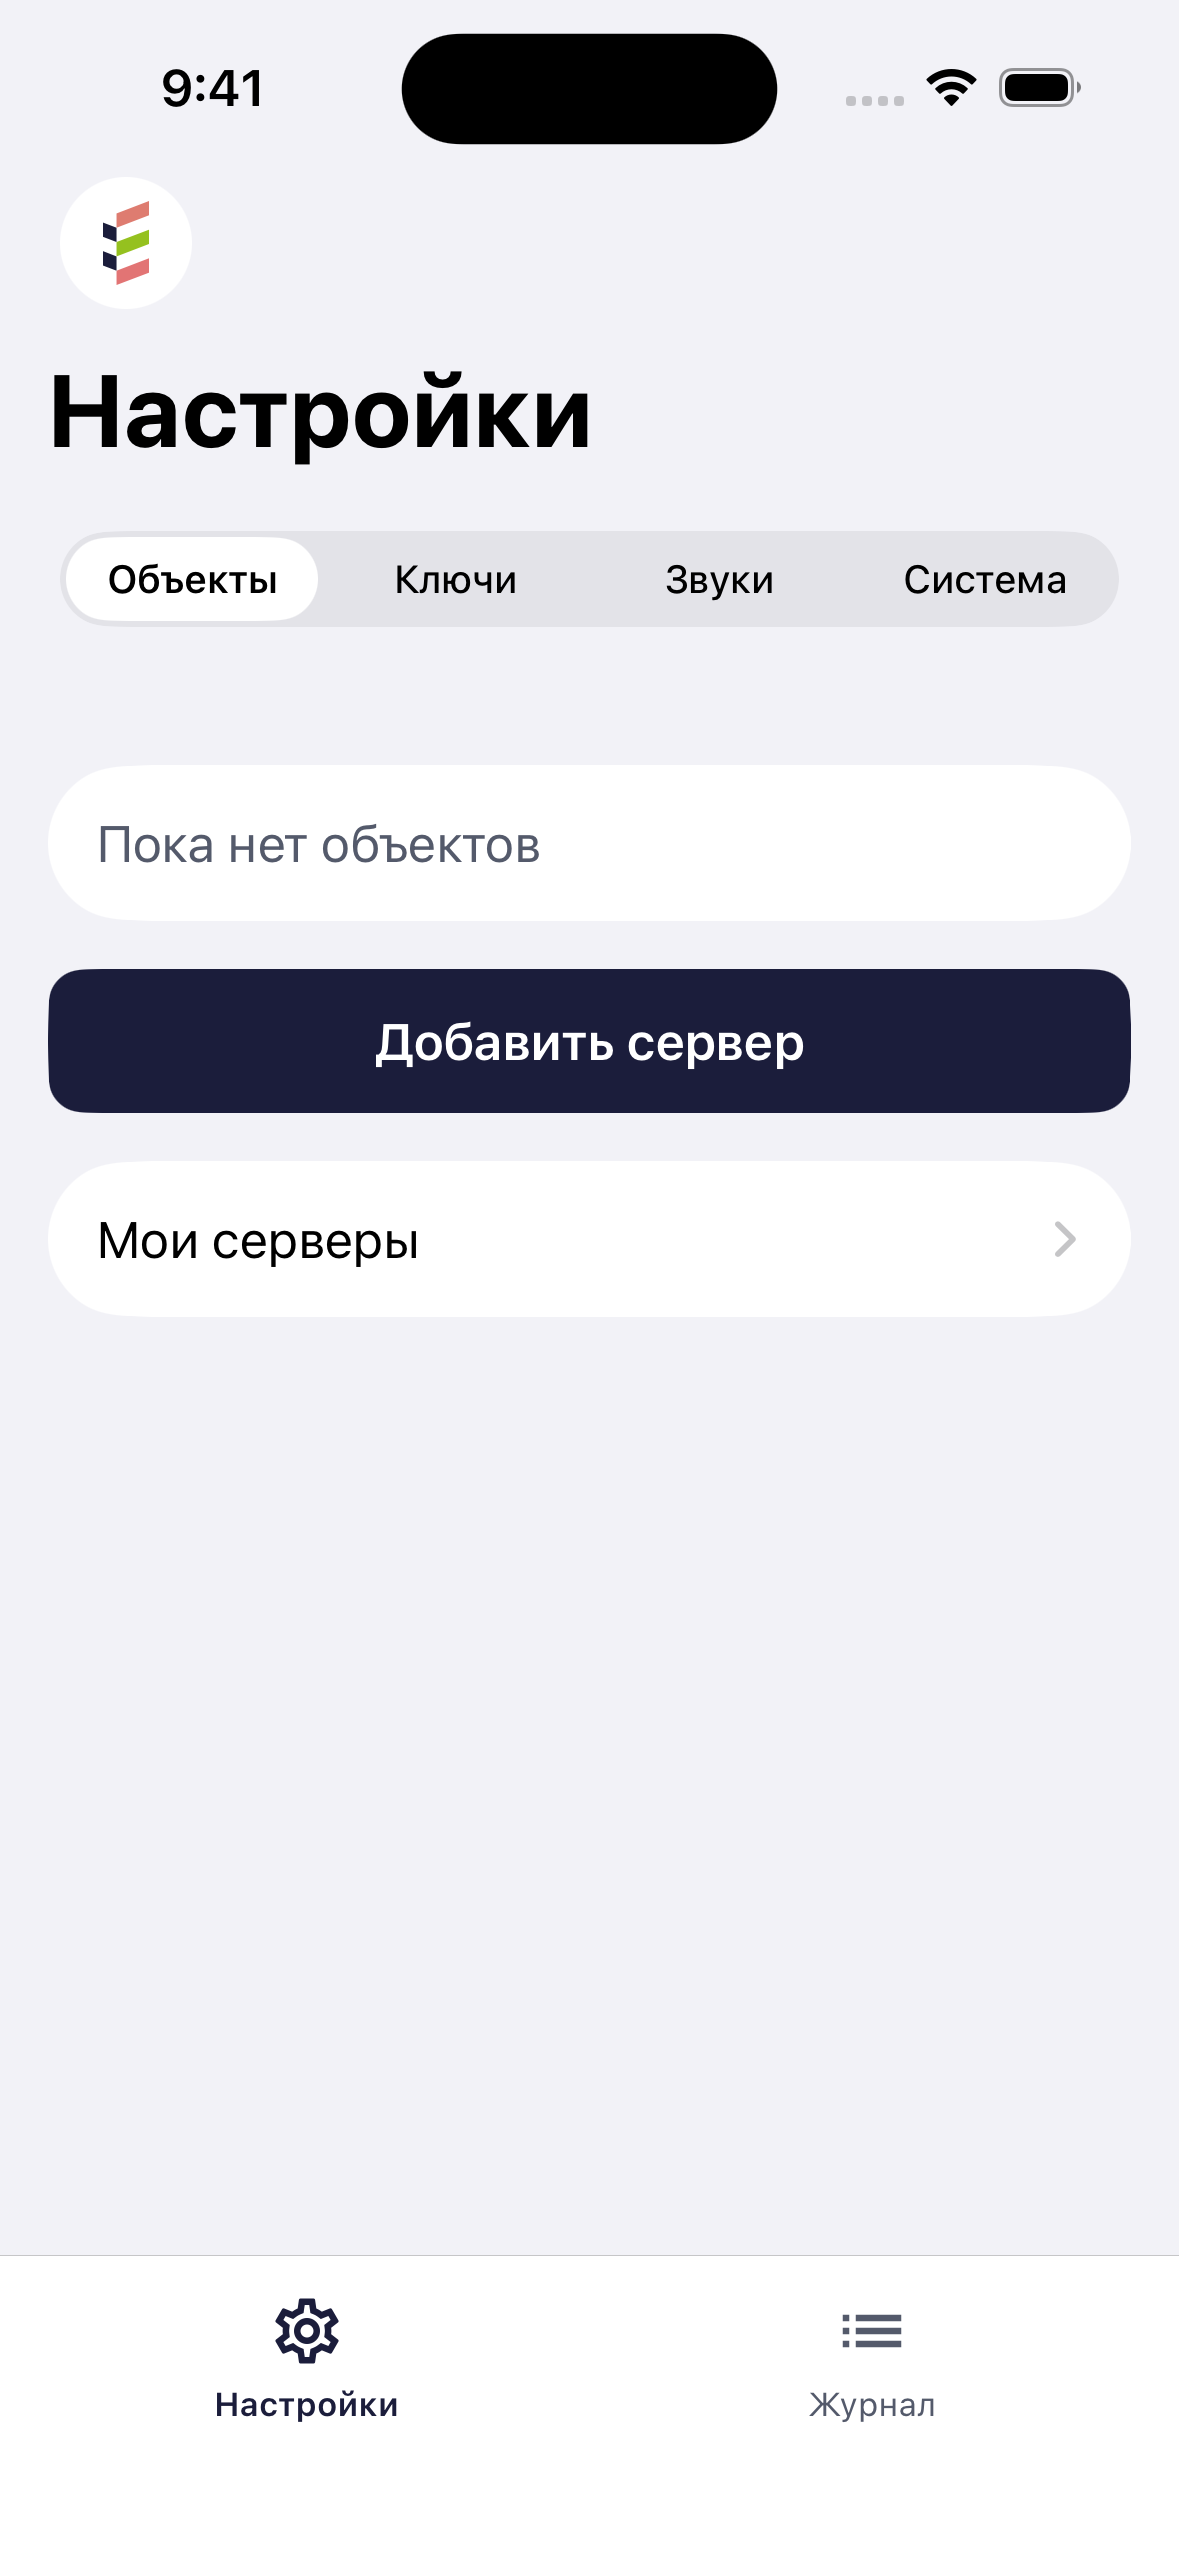 9:41
Настройки
Объекты Ключи Звуки Система
Пока нет объектов
Добавить сервер
Мои серверы
Настройки Журнал